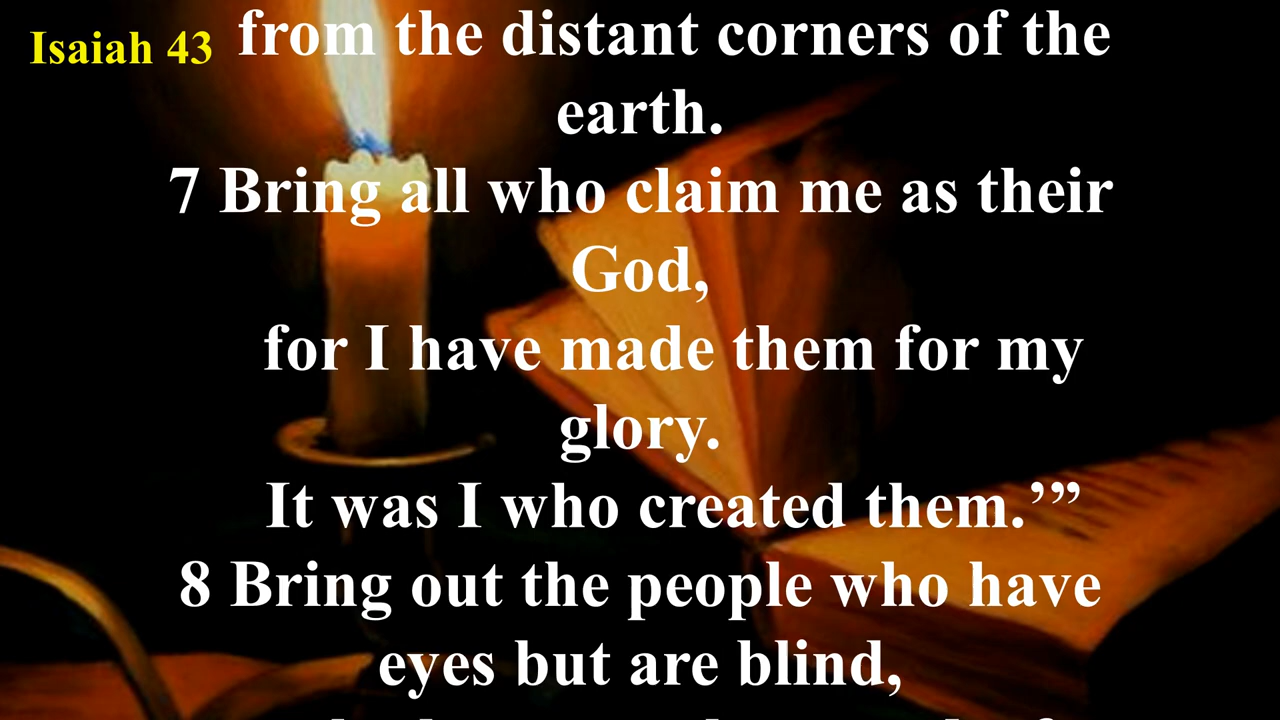 Isaiah 43
from the distant corners of the
earth.
7 Bring all who claim me as their
God,
for I have made them for my
glory.
It was I who created them.’”
8 Bring out the people who have
eyes but are blind,